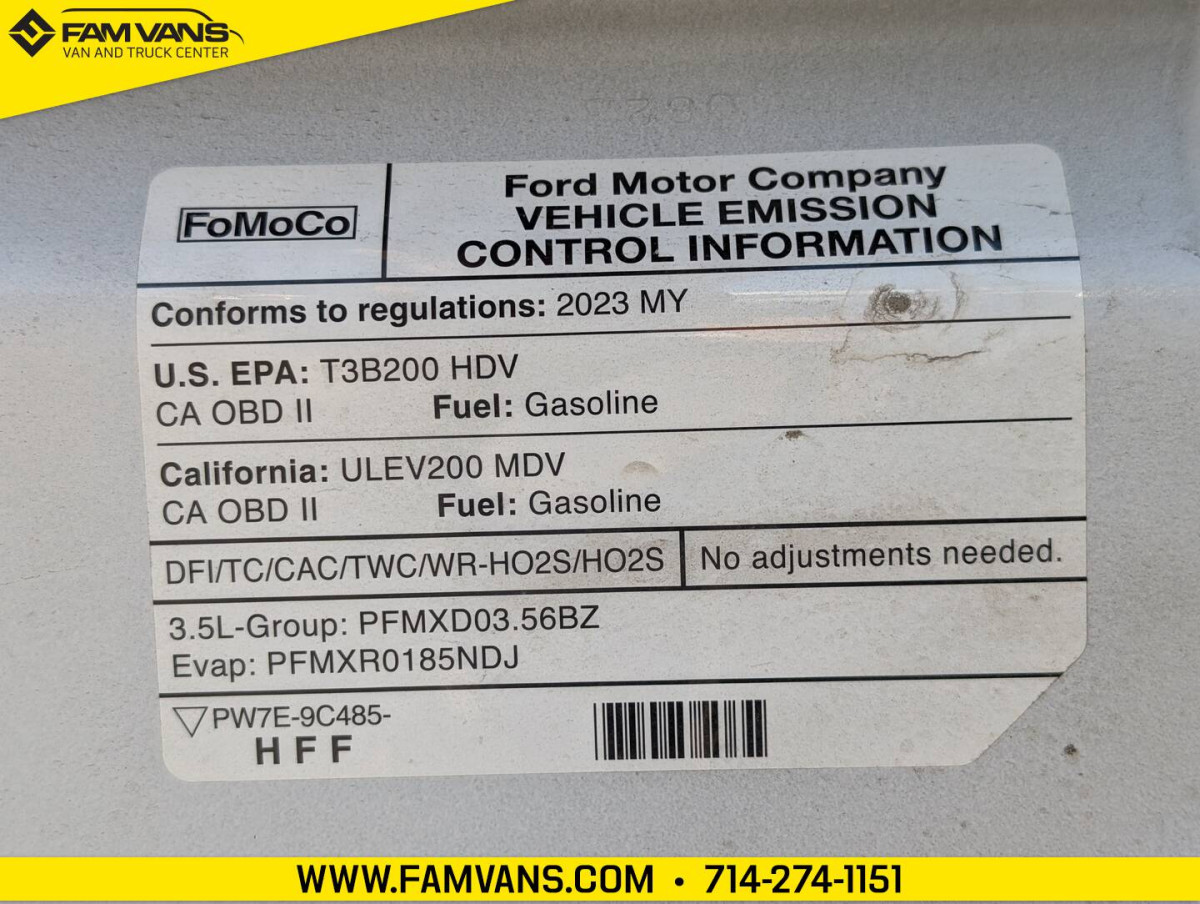 FAM VANS
VAN AND TRUCK CENTER
FoMoCo
Ford Motor Company
VEHICLE EMISSION
CONTROL INFORMATION
Conforms to regulations: 2023 MY
U.S. EPA: T3B200 HDV
CA OBD II Fuel: Gasoline
California: ULEV200 MDV
CA OBD II Fuel: Gasoline
DFI/TC/CAC/TWC/WR-HO2S/HO2S
No adjustments needed.
3.5L-Group: PFMXD03.56BZ
Evap: PFMXR0185NDJ
PW7E-9C485-
HFF
WWW.FAMVANS.COM • 714-274-1151